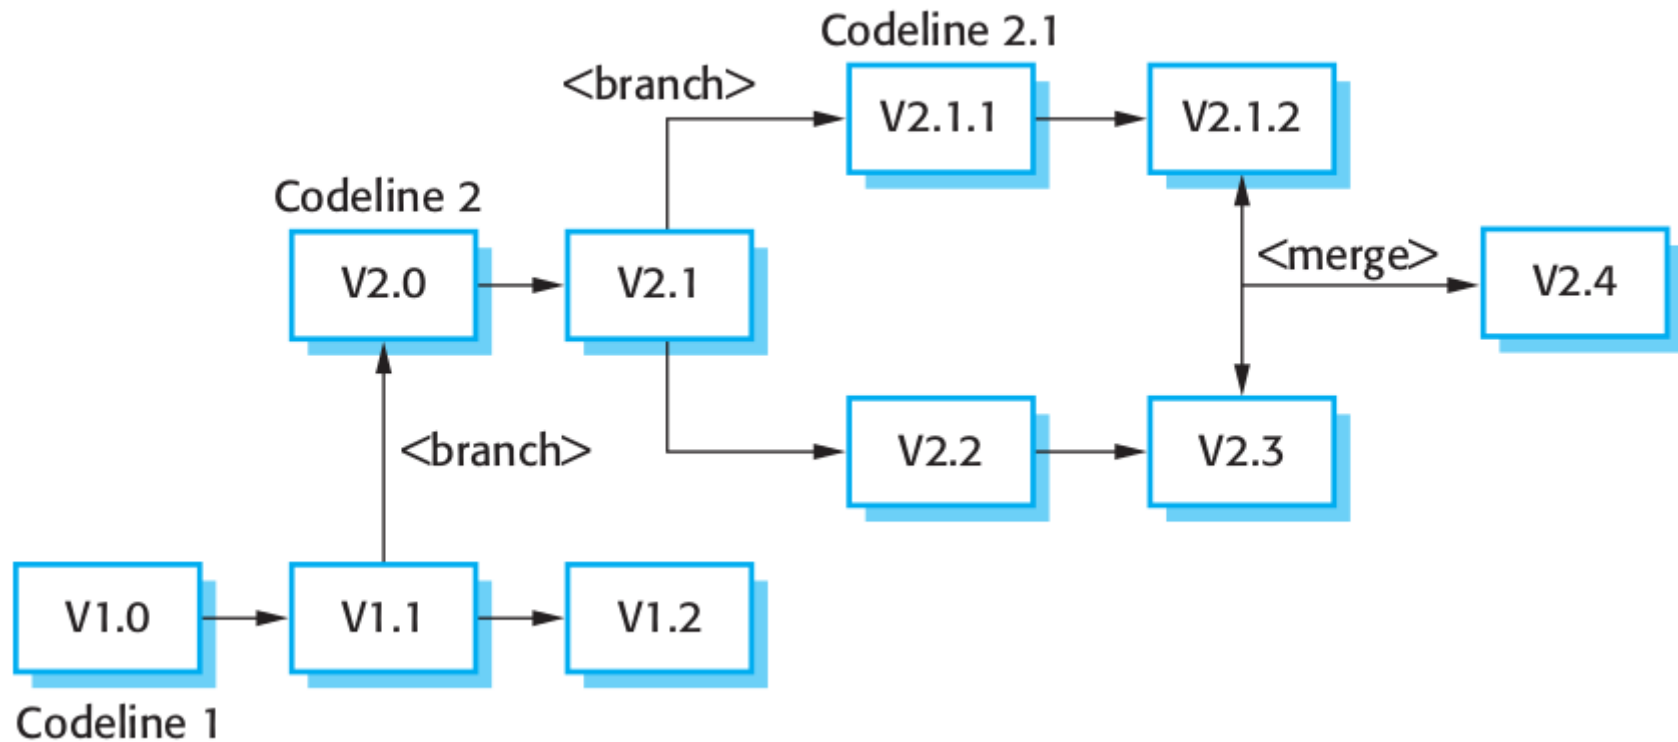 Codeline 2.1
<branch>
V2.1.1
V2.1.2
Codeline 2
V2.0
V2.1
<merge>
V2.4
<branch>
V2.2
V2.3
V1.0
V1.1
V1.2
Codeline 1